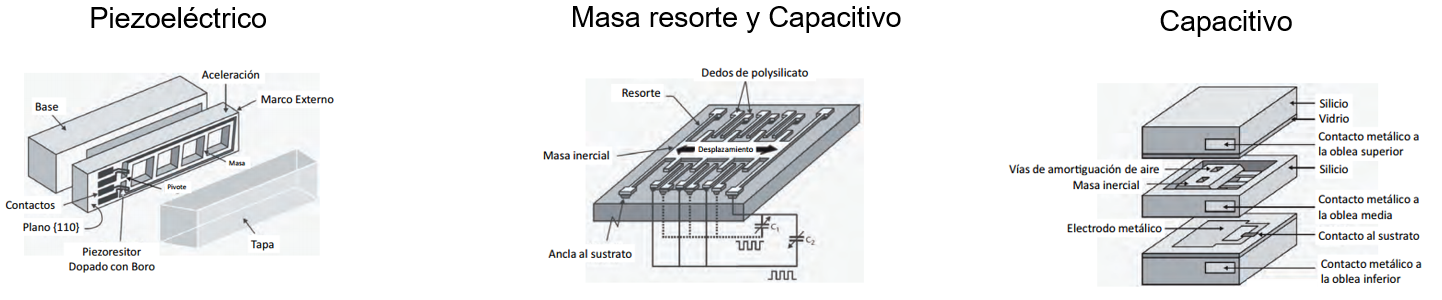 Piezoeléctrico
Base
Aceleración
Marco Externo
Masa
Pivote
Contactos
Plano {110}
Piezoresitor
Dopado con Boro
Tapa
Masa resorte y Capacitivo
Dedos de polysilicato
Resorte
Masa inercial
Desplazamiento
Ancla al sustrato
C1
C2
Capacitivo
Silicio
Vidrio
Contacto metálico a
la oblea superior
Vías de amortiguación de aire
Masa inercial
Silicio
Contacto metálico a
la oblea media
Electrodo metálico
Contacto al sustrato
Contacto metálico a
la oblea inferior